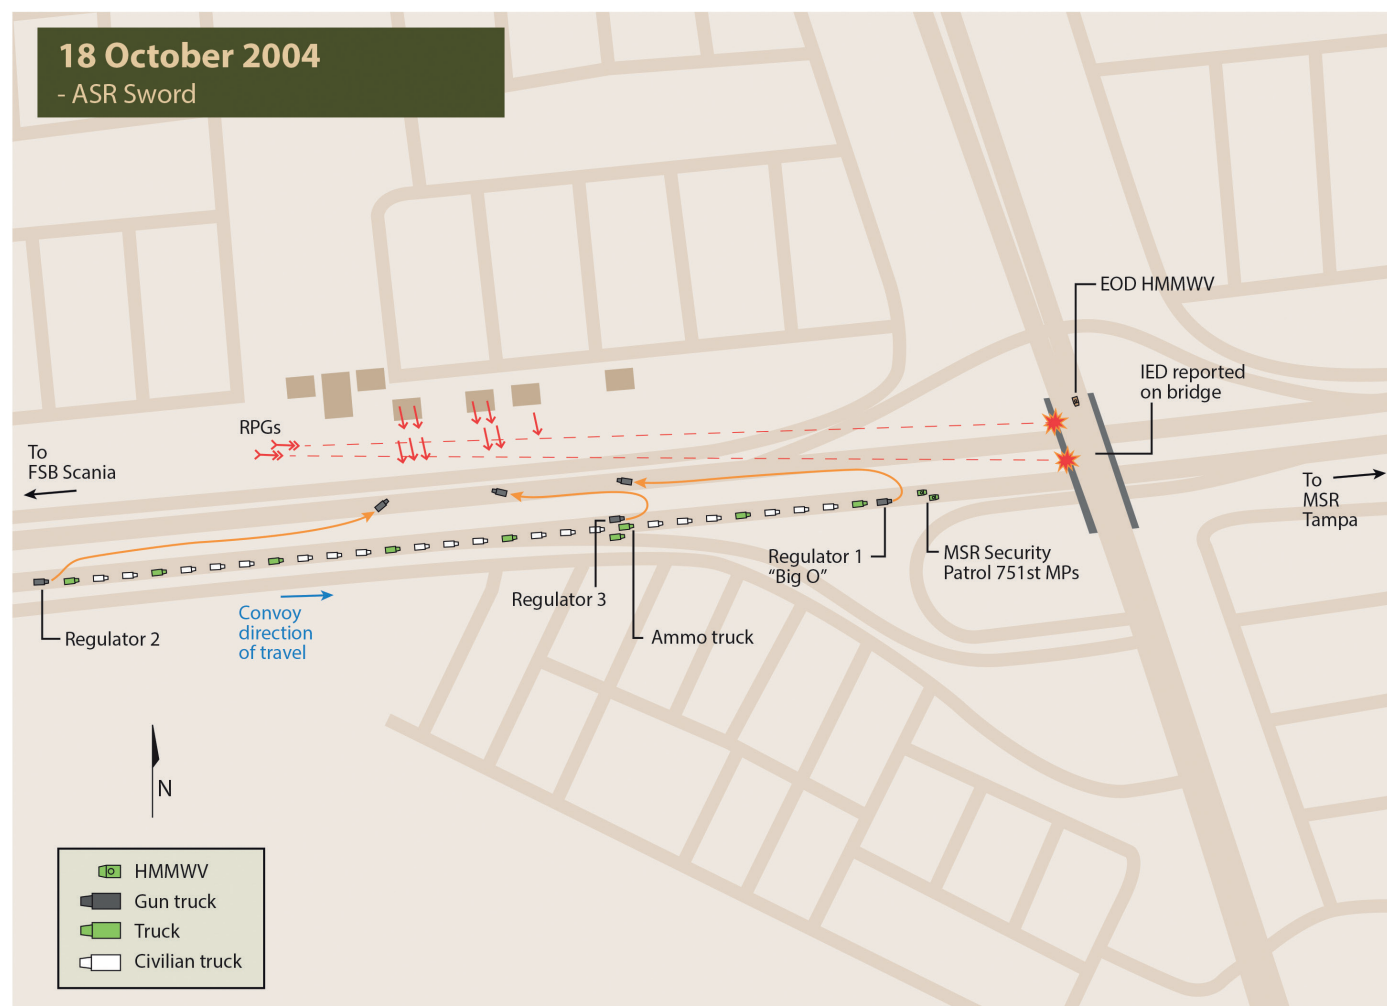 18 October 2004
- ASR Sword
EOD HMMWV
IED reported
on bridge
RPGs
To
FSB Scania
To
MSR
Tampa
Regulator 1
"Big O"
MSR Security
Patrol 751st MPs
Regulator 3
Convoy
direction
of travel
Regulator 2
Ammo truck
N
HMMWV
Gun truck
Truck
Civilian truck